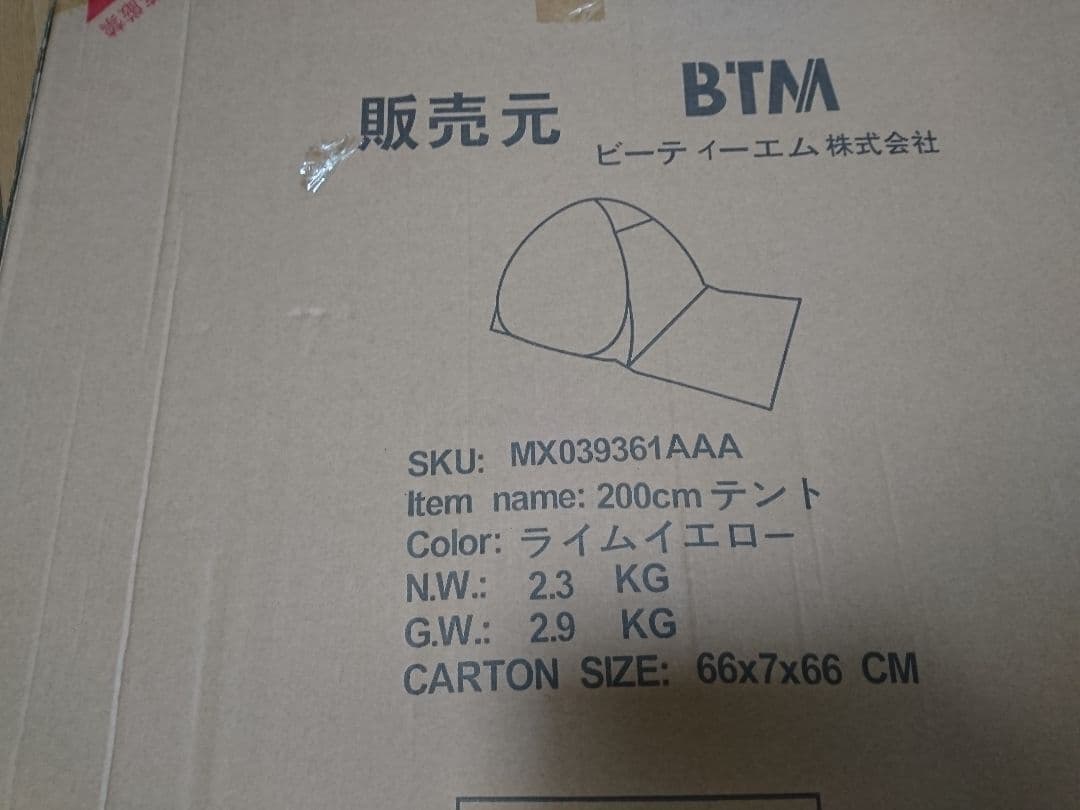 販売元
BTM
ビーティーエム株式会社
SKU: MX039361AAA
Item name: 200cm テント
Color: ライムイエロー
N.W.: 2.3 KG
G.W.: 2.9 KG
CARTON SIZE: 66x7x66 CM